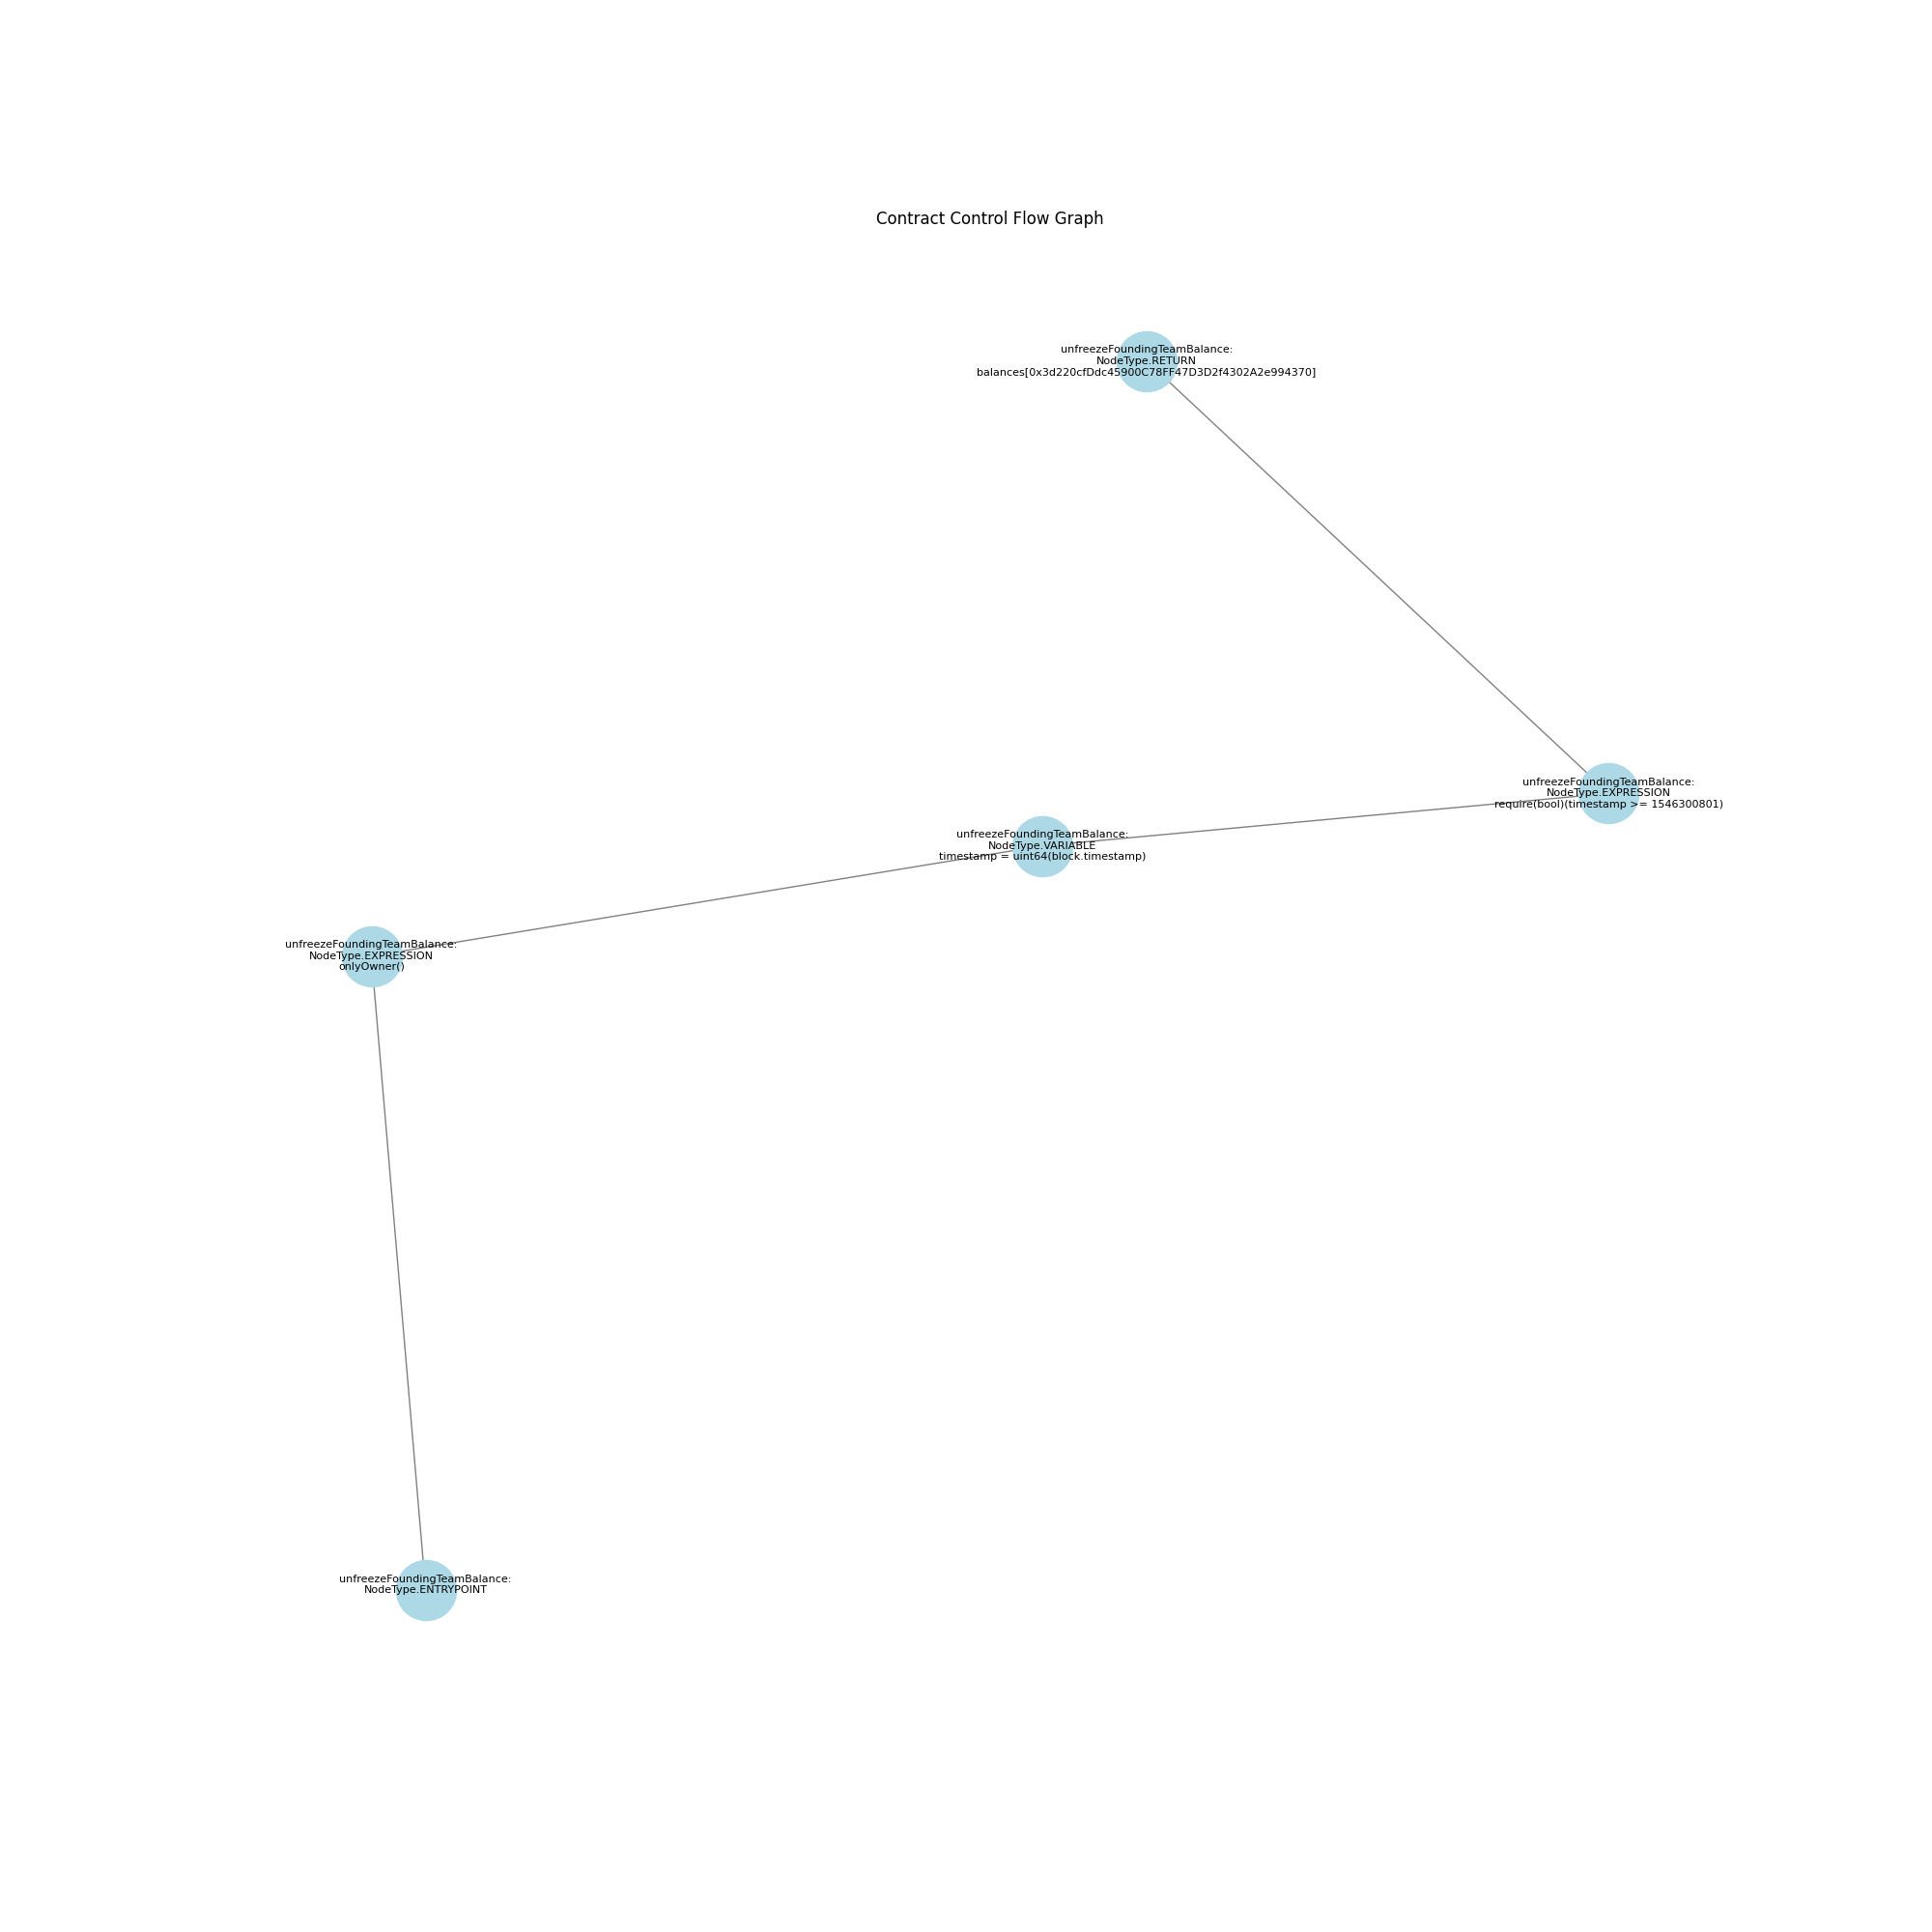 Contract Control Flow Graph
unfreezeFoundingTeamBalance:
NodeType.RETURN
balances[0x3d220cfDdc45900C78FF47D3D2f4302A2e994370]
unfreezeFoundingTeamBalance:
NodeType.EXPRESSION
require(bool)(timestamp >= 1546300801)
unfreezeFoundingTeamBalance:
NodeType.VARIABLE
timestamp = uint64(block.timestamp)
unfreezeFoundingTeamBalance:
NodeType.EXPRESSION
onlyOwner()
unfreezeFoundingTeamBalance:
NodeType.ENTRYPOINT